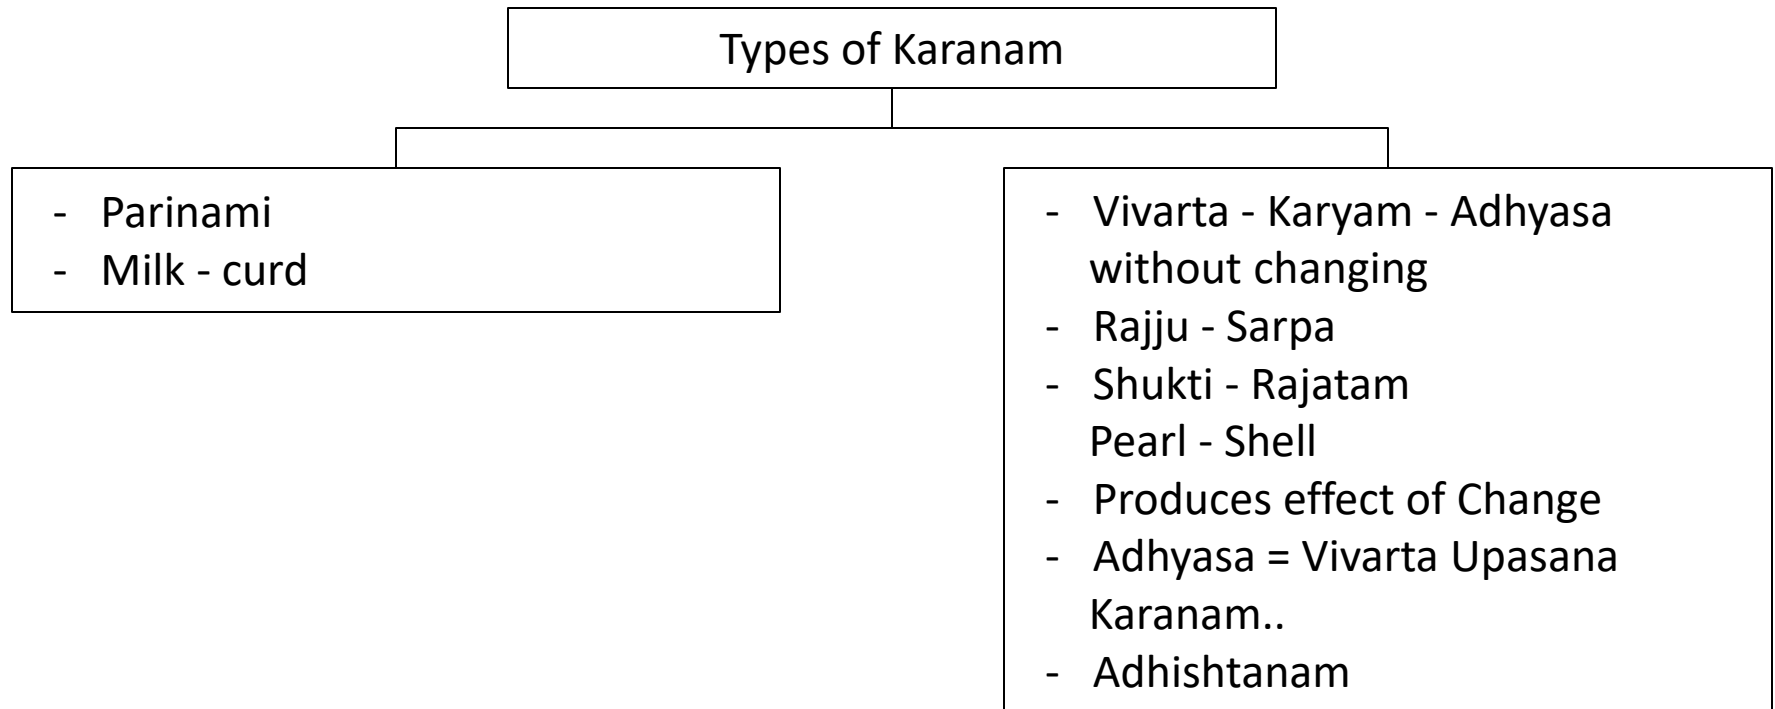 Types of Karanam
- Parinami
- Milk - curd
- Vivarta - Karyam - Adhyasa
without changing
- Rajju - Sarpa
- Shukti - Rajatam
Pearl - Shell
- Produces effect of Change
- Adhyasa = Vivarta Upasana
Karanam..
- Adhishtanam